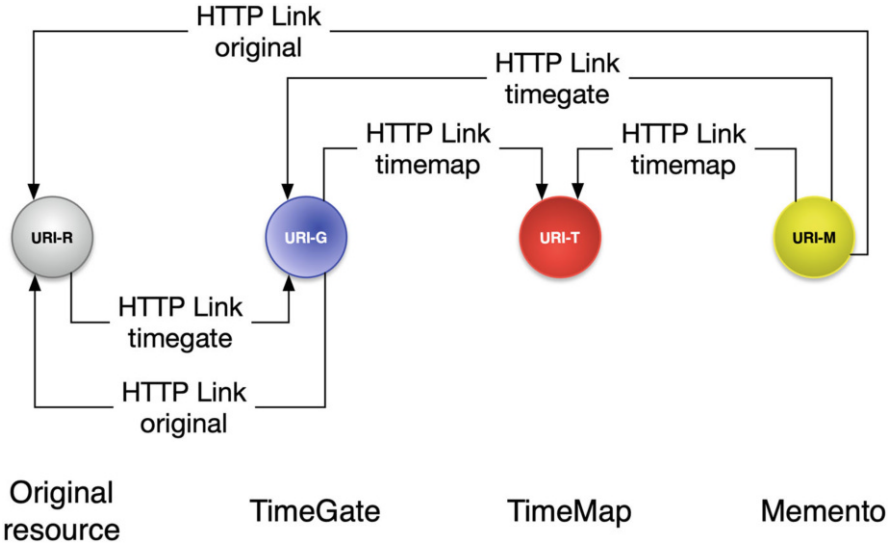 HTTP Link
original
HTTP Link
timegate
HTTP Link
timemap
HTTP Link
timemap
URI-R
URI-G
URI-T
URI-M
HTTP Link
timegate
HTTP Link
original
Original
resource
TimeGate
TimeMap
Memento